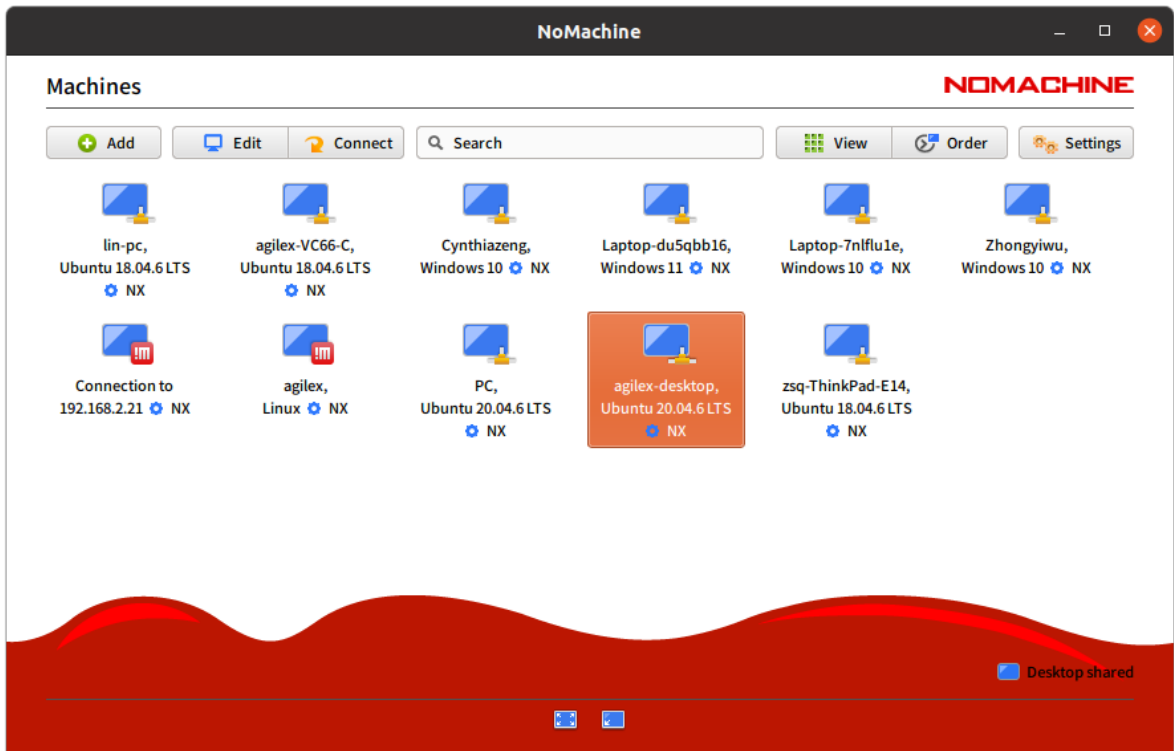 NoMachine
Machines
NOMACHINE
Add
Edit
Connect
Search
View
Order
Settings
lin-pc,
Ubuntu 18.04.6 LTS
NX
agilex-VC66-C,
Ubuntu 18.04.6 LTS
NX
Cynthiazeng,
Windows 10 NX
Laptop-du5qbb16,
Windows 11 NX
Laptop-7nlflu1e,
Windows 10 NX
Zhongyiwu,
Windows 10 NX
!m
Connection to
192.168.2.21 NX
!m
agilex,
Linux NX
PC,
Ubuntu 20.04.6 LTS
NX
agilex-desktop,
Ubuntu 20.04.6 LTS
NX
zsq-ThinkPad-E14,
Ubuntu 18.04.6 LTS
NX
Desktop shared